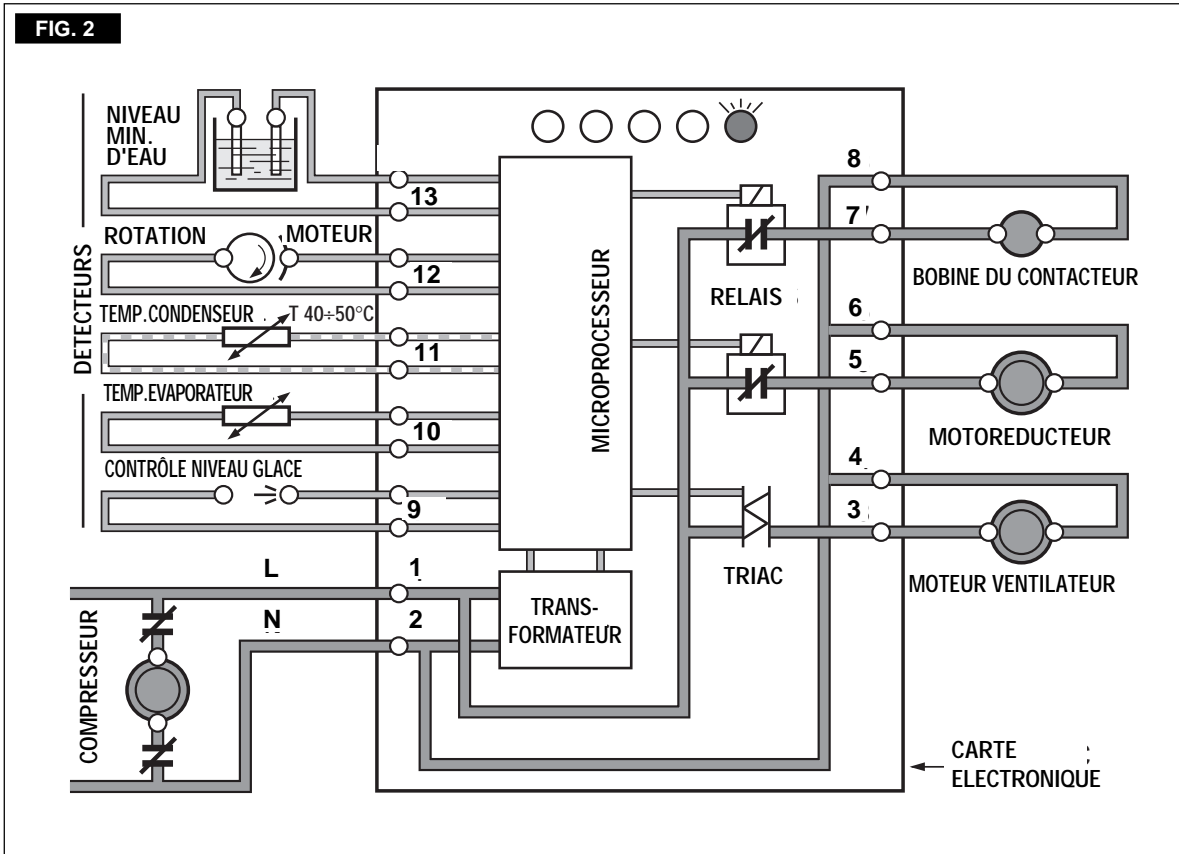 FIG. 2
NIVEAU
MIN.
D'EAU
13
ROTATION MOTEUR
12
TEMP.CONDENSEUR T 40÷50°C
11
TEMP.EVAPORATEUR
10
CONTRÔLE NIVEAU GLACE
9
DETECTEURS
L
1
N
2
COMPRESSEUR
MICROPROCESSEUR
TRANS-
FORMATEUR
RELAIS
TRIAC
8
7
BOBINE DU CONTACTEUR
6
5
MOTOREDUCTEUR
4
3
MOTEUR VENTILATEUR
CARTE
ELECTRONIQUE